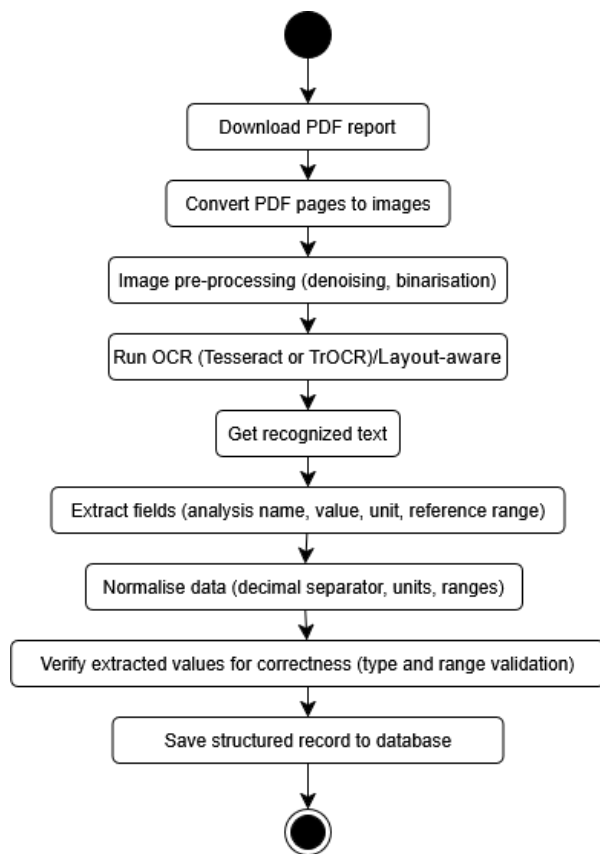 Download PDF report
Convert PDF pages to images
Image pre-processing (denoising, binarisation)
Run OCR (Tesseract or TrOCR)/Layout-aware
Get recognized text
Extract fields (analysis name, value, unit, reference range)
Normalise data (decimal separator, units, ranges)
Verify extracted values for correctness (type and range validation)
Save structured record to database